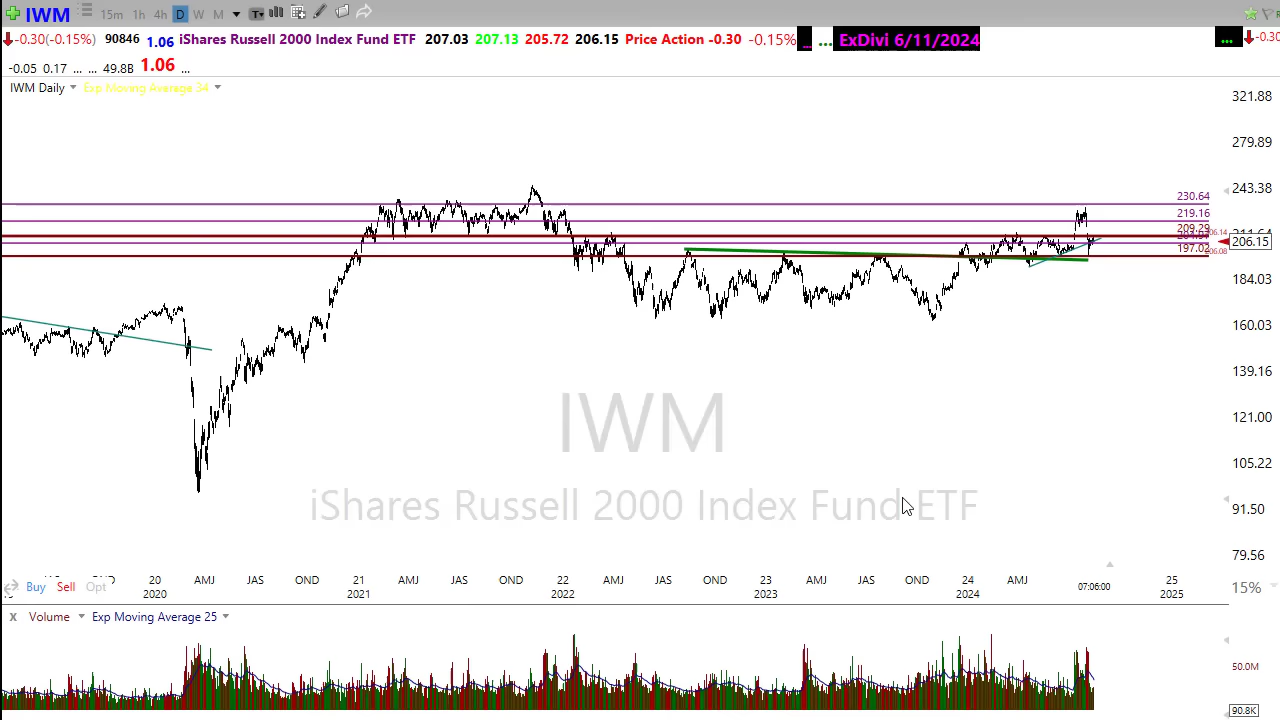 IWM 15m 1h 4h D W M
-0.30(-0.15%) 90846 1.06 iShares Russell 2000 Index Fund ETF 207.03 207.13 205.72 206.15 Price Action -0.30 -0.15% ... ... ExDivi 6/11/2024 ... -0.30
-0.05 0.17 ... ... 49.8B 1.06 ...
IWM Daily Exp Moving Average 34
321.88
279.89
243.38
230.64
219.16
209.29
206.15
197.02
184.03
160.03
139.16
121.00
105.22
91.50
79.56
IWM
iShares Russell 2000 Index Fund ETF
Buy Sell Opt
20 AMJ JAS OND 21 AMJ JAS OND 22 AMJ JAS OND 23 AMJ JAS OND 24 AMJ 25 15%
2020 2021 2022 2023 2024 07:06:00 2025
X Volume Exp Moving Average 25
50.0M
90.8K